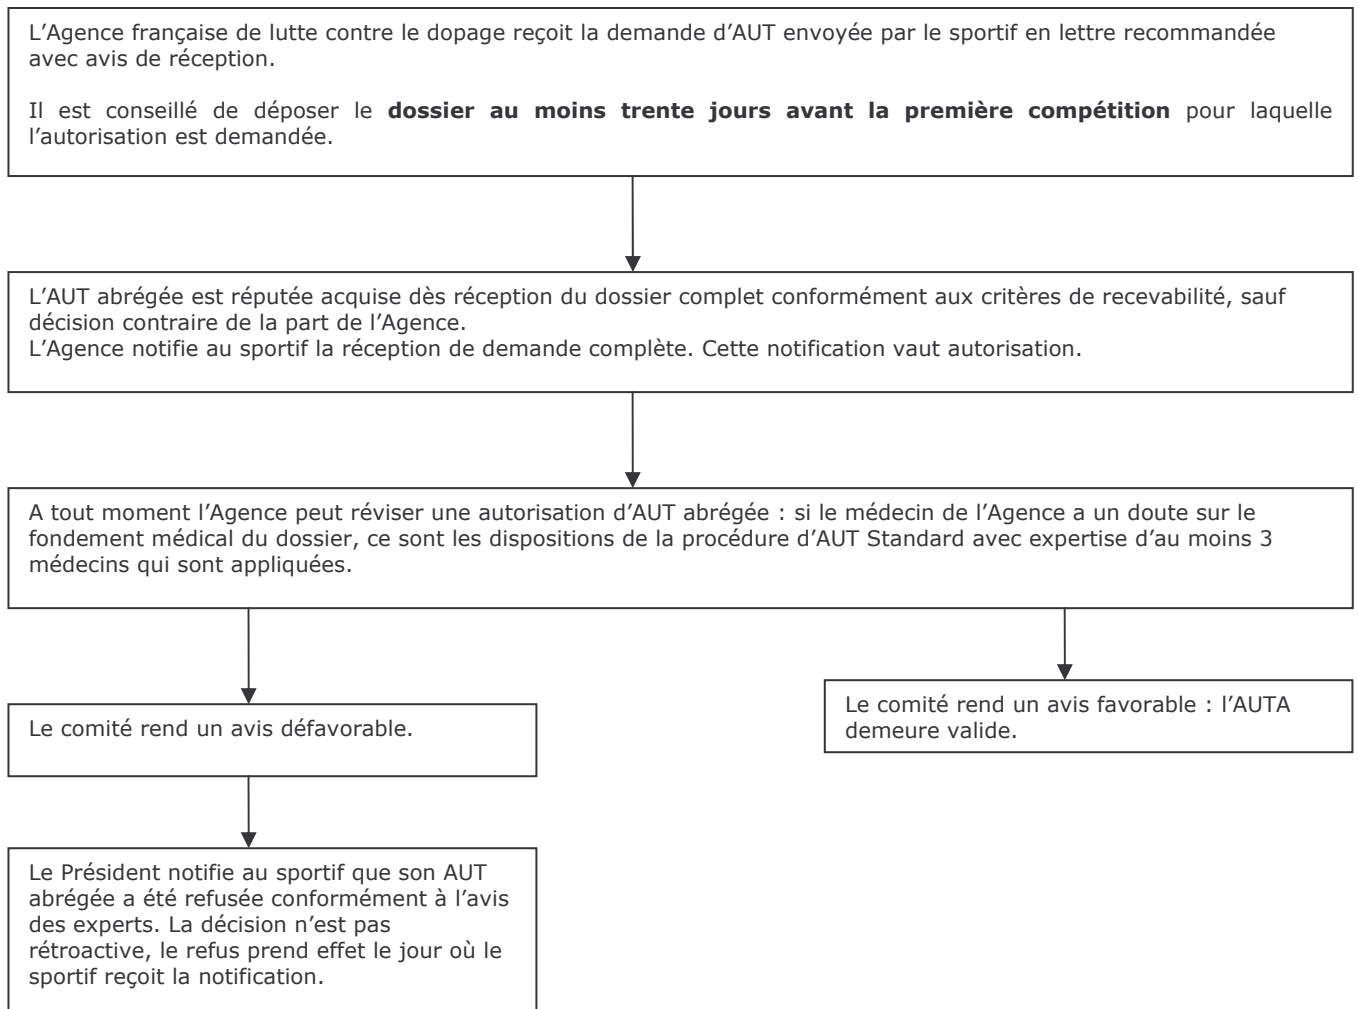 L’Agence française de lutte contre le dopage reçoit la demande d’AUT envoyée par le sportif en lettre recommandée
avec avis de réception.
Il est conseillé de déposer le dossier au moins trente jours avant la première compétition pour laquelle
l’autorisation est demandée.
L’AUT abrégée est réputée acquise dès réception du dossier complet conformément aux critères de recevabilité, sauf
décision contraire de la part de l’Agence.
L’Agence notifie au sportif la réception de demande complète. Cette notification vaut autorisation.
A tout moment l’Agence peut réviser une autorisation d’AUT abrégée : si le médecin de l’Agence a un doute sur le
fondement médical du dossier, ce sont les dispositions de la procédure d’AUT Standard avec expertise d’au moins 3
médecins qui sont appliquées.
Le comité rend un avis défavorable.
Le comité rend un avis favorable : l’AUTA
demeure valide.
Le Président notifie au sportif que son AUT
abrégée a été refusée conformément à l’avis
des experts. La décision n’est pas
rétroactive, le refus prend effet le jour où le
sportif reçoit la notification.